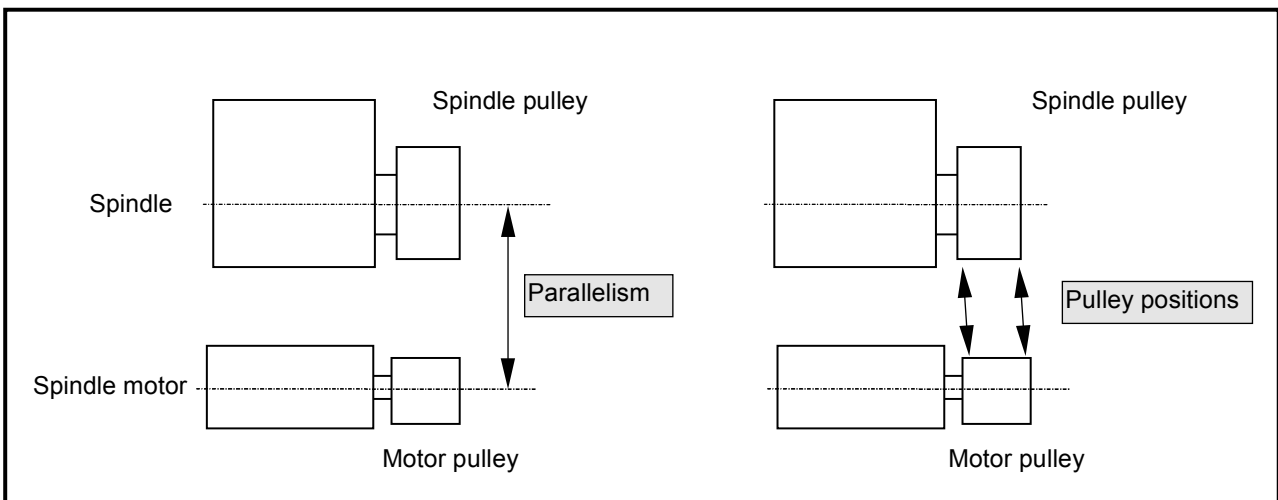 Spindle pulley
Spindle
Parallelism
Spindle motor
Motor pulley
Spindle pulley
Pulley positions
Motor pulley